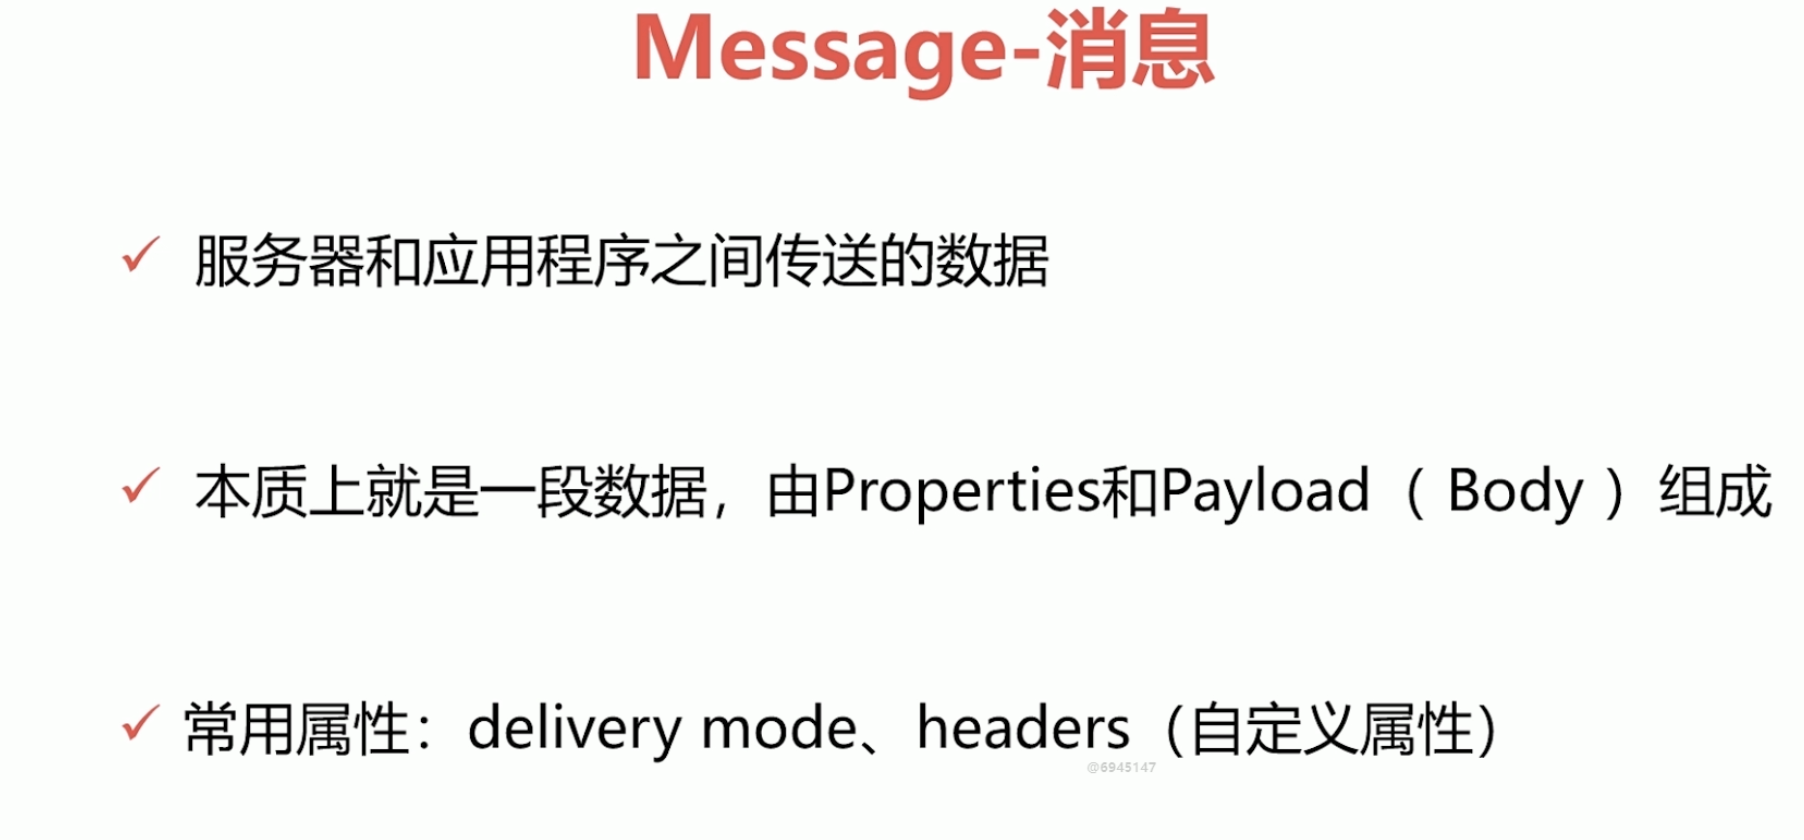 Message-消息
服务器和应用程序之间传送的数据
本质上就是一段数据，由Properties和Payload（ Body ）组成
常用属性：delivery mode、headers（自定义属性）
@6945147